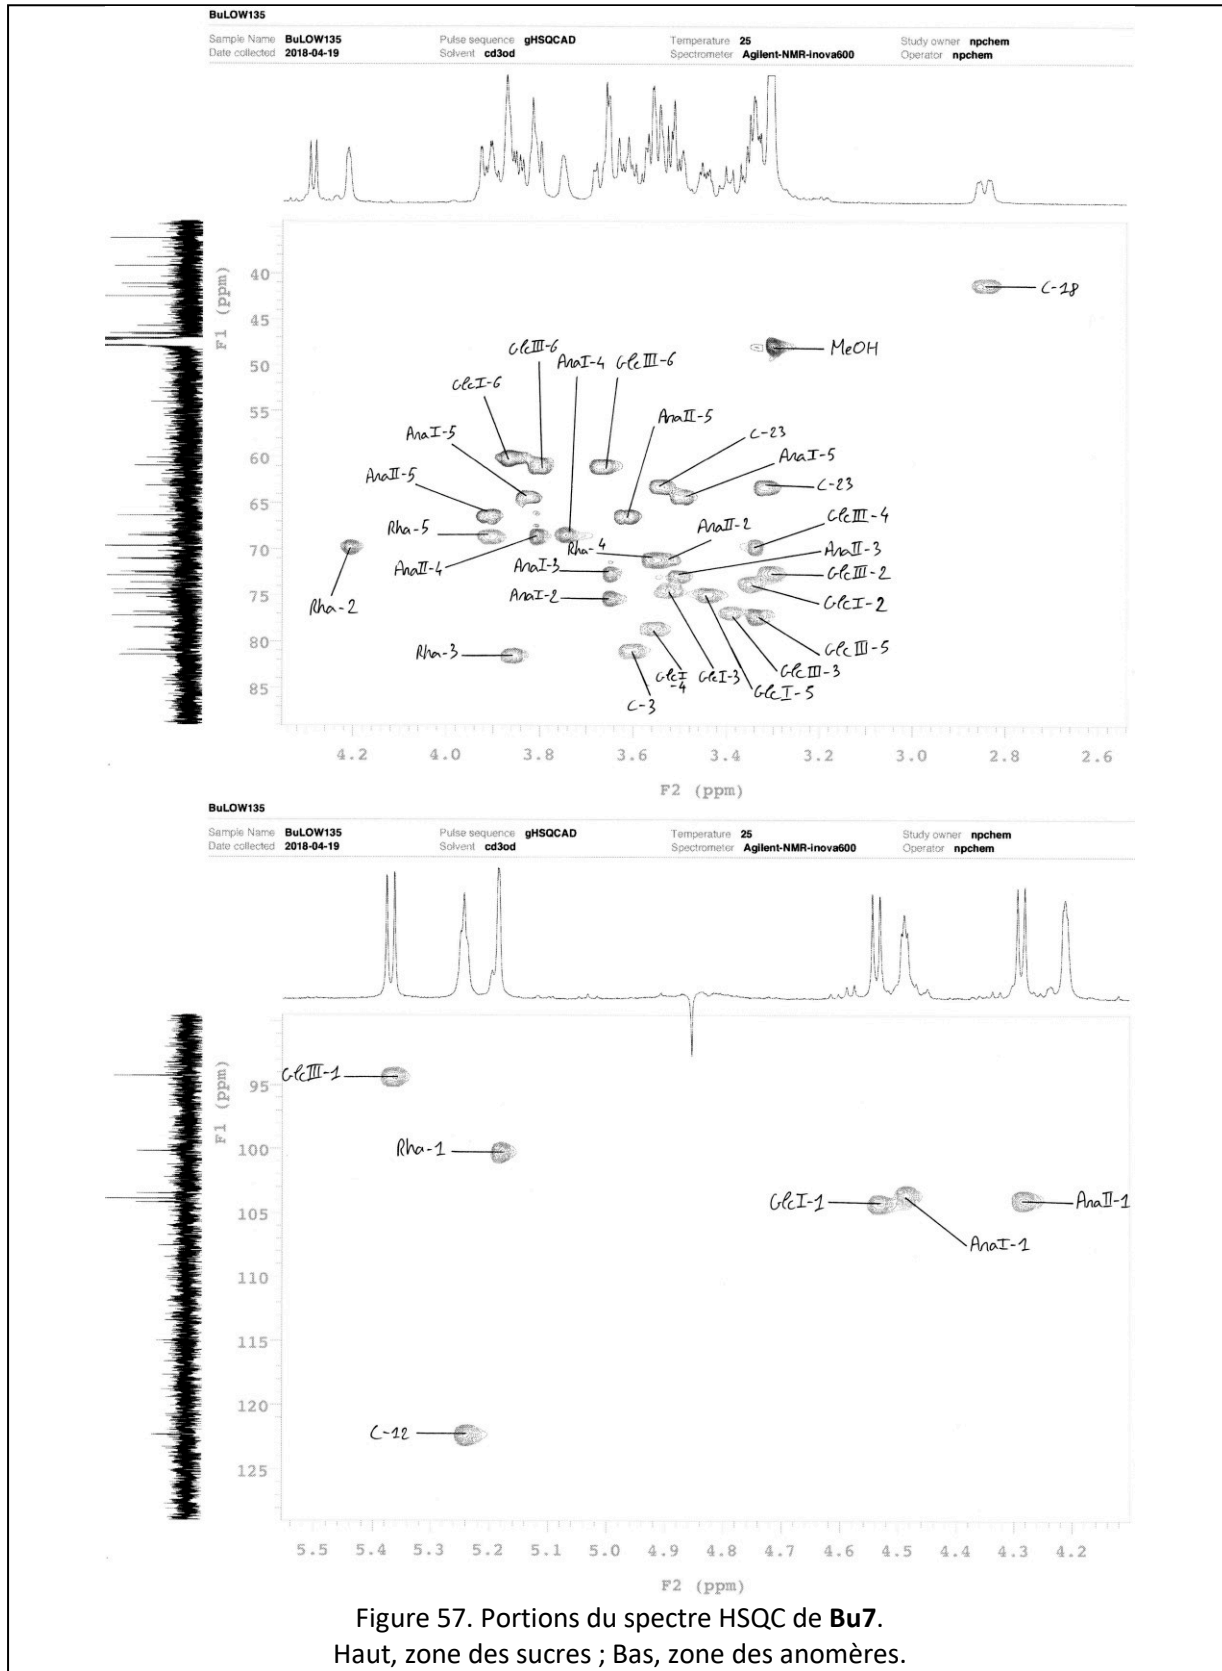 BuLOW135
Sample Name BuLOW135 Pulse sequence gHSQCAD Temperature 25 Study owner npchem
Date collected 2018-04-19 Solvent cd3od Spectrometer Agilent-NMR-inova600 Operator npchem
F1 (ppm)
40
45
50
55
60
65
70
75
80
85
C-18
MeOH
GlcIII-6
AraI-4
GlcIII-6
GlcI-6
AraII-5
AraI-5
C-23
AraI-5
AraII-5
C-23
Rha-5
GlcIII-4
AraII-2
Rha-4
AraII-4
AraII-3
AraI-3
GlcIII-2
AraI-2
GlcI-2
Rha-2
Rha-3
GlcIII-5
GlcI-4
GlcI-3
GlcIII-3
C-3
GlcI-5
4.2 4.0 3.8 3.6 3.4 3.2 3.0 2.8 2.6
F2 (ppm)
BuLOW135
Sample Name BuLOW135 Pulse sequence gHSQCAD Temperature 25 Study owner npchem
Date collected 2018-04-19 Solvent cd3od Spectrometer Agilent-NMR-inova600 Operator npchem
F1 (ppm)
95
100
105
110
115
120
125
GlcIII-1
Rha-1
GlcI-1
AraII-1
AraI-1
C-12
5.5 5.4 5.3 5.2 5.1 5.0 4.9 4.8 4.7 4.6 4.5 4.4 4.3 4.2
F2 (ppm)
Figure 57. Portions du spectre HSQC de Bu7.
Haut, zone des sucres ; Bas, zone des anomères.